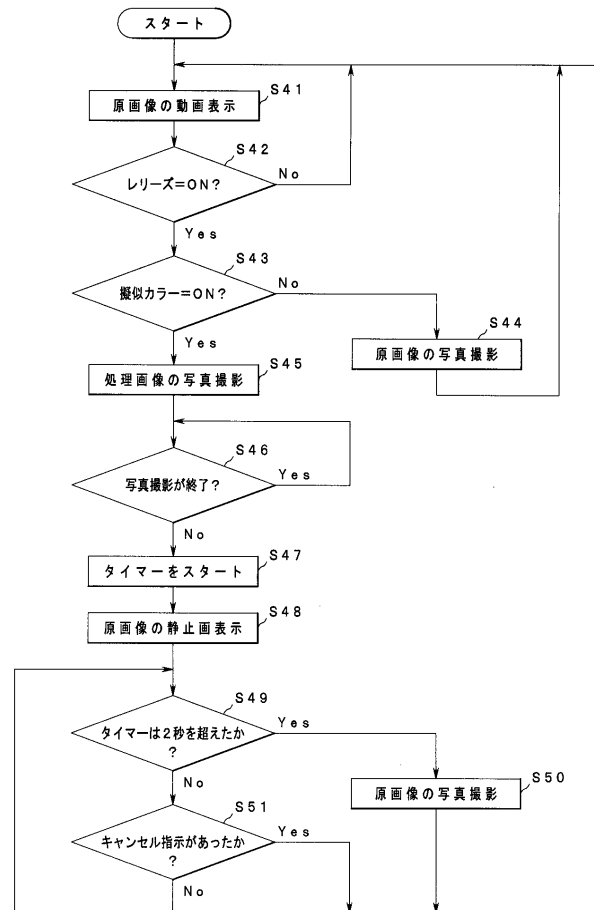 スタート
原画像の動画表示
S41
レリーズ=ON?
S42
No
Yes
擬似カラー=ON?
S43
No
Yes
原画像の写真撮影
S44
処理画像の写真撮影
S45
写真撮影が終了?
S46
Yes
No
タイマーをスタート
S47
原画像の静止画表示
S48
タイマーは2秒を超えたか
?
S49
Yes
No
原画像の写真撮影
S50
キャンセル指示があったか
?
S51
Yes
No